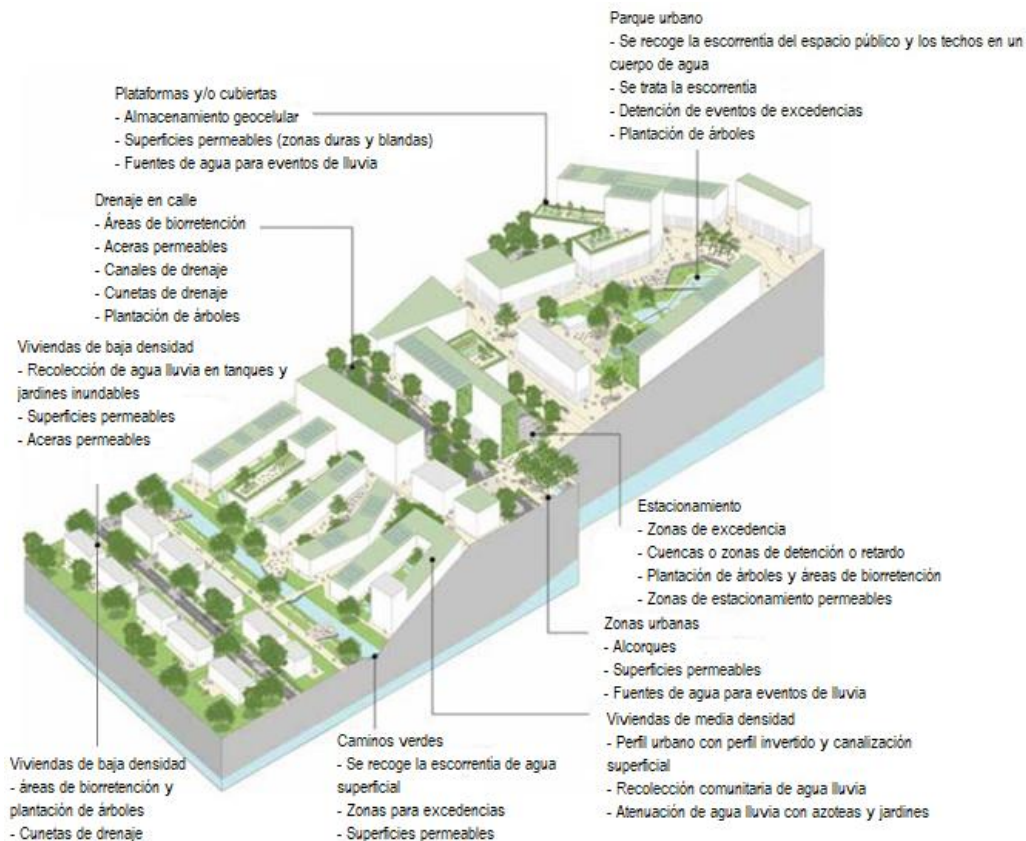 Parque urbano
- Se recoge la escorrentía del espacio público y los techos en un
cuerpo de agua
- Se trata la escorrentia
- Detención de eventos de excedencias
- Plantación de árboles
Plataformas y/o cubiertas
- Almacenamiento geocelular
- Superficies permeables (zonas duras y blandas)
- Fuentes de agua para eventos de lluvia
Drenaje en calle
- Áreas de biorretención
- Aceras permeables
- Canales de drenaje
- Cunetas de drenaje
- Plantación de árboles
Viviendas de baja densidad
- Recolección de agua lluvia en tanques y
jardines inundables
- Superficies permeables
- Aceras permeables
Estacionamiento
- Zonas de excedencia
- Cuencas o zonas de detención o retardo
- Plantación de árboles y áreas de biorretención
- Zonas de estacionamiento permeables
Zonas urbanas
- Alcorques
- Superficies permeables
- Fuentes de agua para eventos de lluvia
Viviendas de media densidad
- Perfil urbano con perfil invertido y canalización
superficial
- Recolección comunitaria de agua lluvia
- Atenuación de agua lluvia con azoteas y jardines
Caminos verdes
- Se recoge la escorrentía de agua
superficial
- Zonas para excedencias
- Superficies permeables
Viviendas de baja densidad
- áreas de biorretención y
plantación de árboles
- Cunetas de drenaje